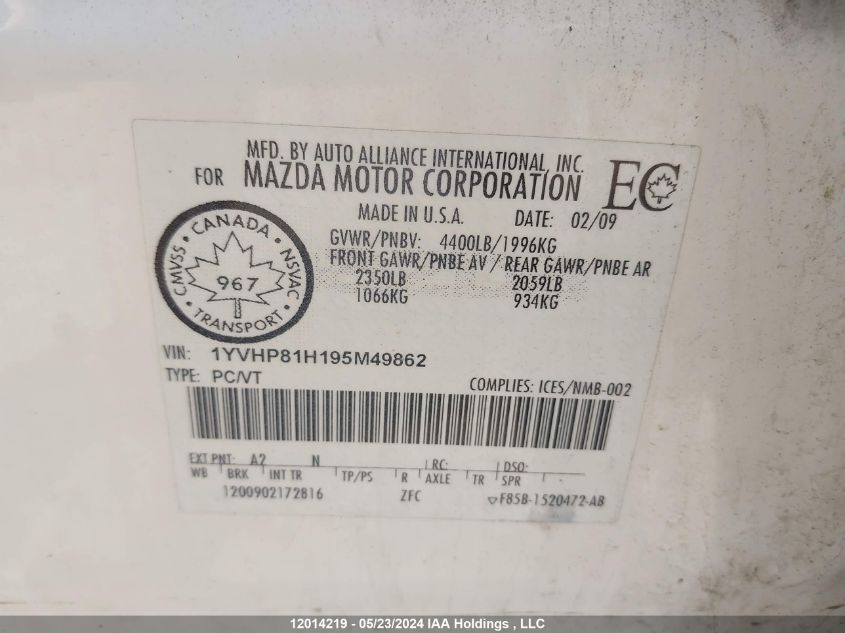 MFD. BY AUTO ALLIANCE INTERNATIONAL, INC.
FOR MAZDA MOTOR CORPORATION
EC
MADE IN U.S.A. DATE: 02/09
GVWR/PNBV: 4400LB/1996KG
FRONT GAWR/PNBE AV / REAR GAWR/PNBE AR
2350LB 2059LB
1066KG 934KG
CANADA
CMVSS NSVAC
967
TRANSPORT
VIN: 1YVHP81H195M49862
TYPE: PC/VT COMPLIES: ICES/NMB-002
EXT PNT: A2 N RC: DSO:
WB BRK INT TR TP/PS R AXLE TR SPR
1200902172816 ZFC F85B-1520472-AB
12014219 - 05/23/2024 IAA Holdings , LLC